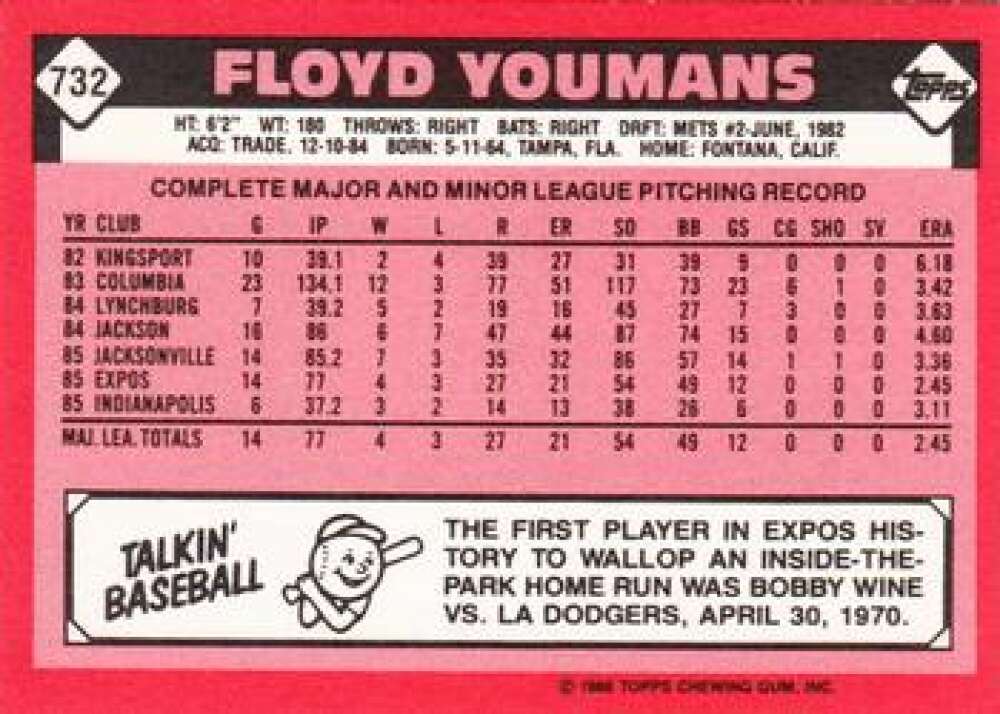 732
FLOYD YOUMANS
TOPPS
HT: 6'2" WT: 180 THROWS: RIGHT BATS: RIGHT DRFT: METS #2-JUNE, 1982
ACQ: TRADE, 12-10-84 BORN: 5-11-64, TAMPA, FLA. HOME: FONTANA, CALIF.
COMPLETE MAJOR AND MINOR LEAGUE PITCHING RECORD
YR CLUB G IP W L R ER SO BB GS CG SHO SV ERA
82 KINGSPORT 10 39.1 2 4 39 27 31 39 9 0 0 0 6.18
83 COLUMBIA 23 134.1 12 3 77 51 117 73 23 6 1 0 3.42
84 LYNCHBURG 7 39.2 5 2 19 16 45 27 7 3 0 0 3.63
84 JACKSON 16 86 6 7 47 44 87 74 15 0 0 0 4.60
85 JACKSONVILLE 14 85.2 7 3 35 32 86 57 14 1 1 0 3.36
85 EXPOS 14 77 4 3 27 21 54 49 12 0 0 0 2.45
85 INDIANAPOLIS 6 37.2 3 2 14 13 38 26 6 0 0 0 3.11
MAJ. LEA. TOTALS 14 77 4 3 27 21 54 49 12 0 0 0 2.45
TALKIN'
BASEBALL
THE FIRST PLAYER IN EXPOS HIS-
TORY TO WALLOP AN INSIDE-THE-
PARK HOME RUN WAS BOBBY WINE
VS. LA DODGERS, APRIL 30, 1970.
© 1986 TOPPS CHEWING GUM, INC.